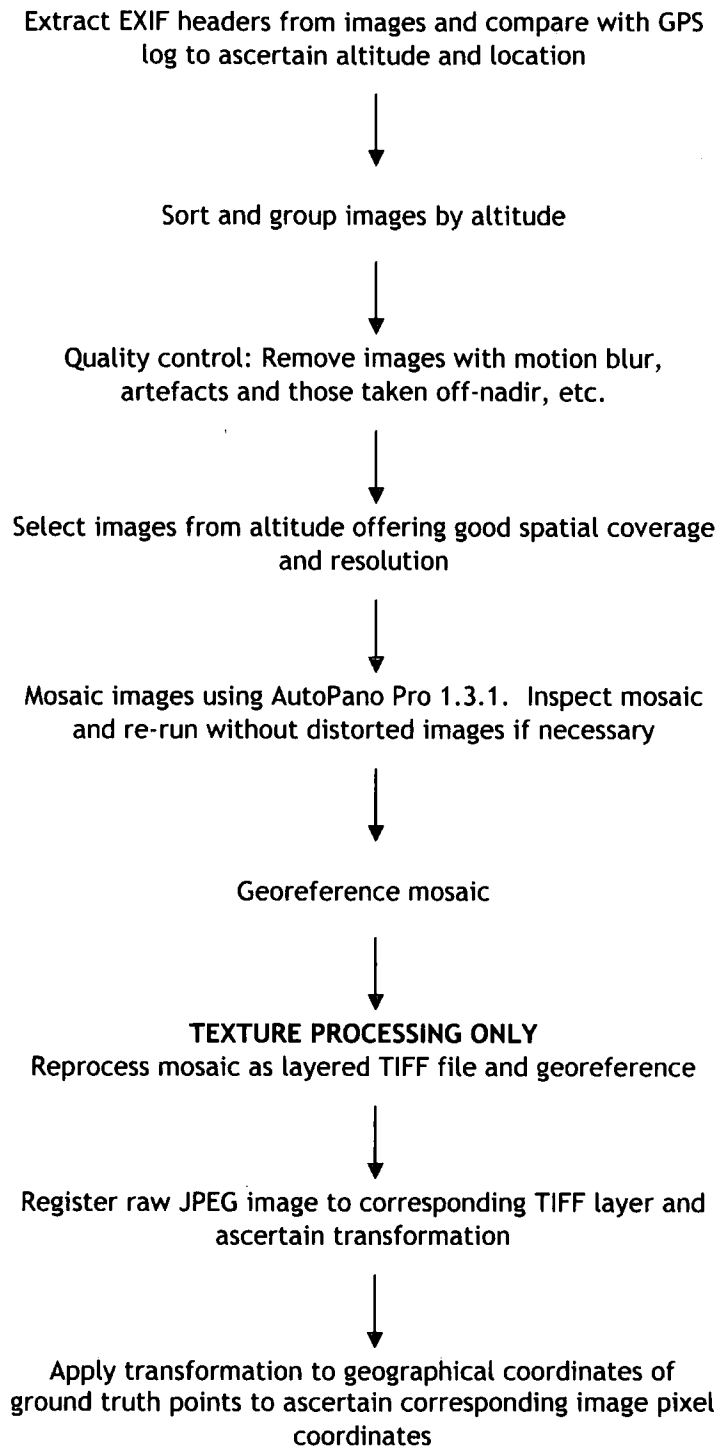 Extract EXIF headers from images and compare with GPS
log to ascertain altitude and location
Sort and group images by altitude
Quality control: Remove images with motion blur,
artefacts and those taken off-nadir, etc.
Select images from altitude offering good spatial coverage
and resolution
Mosaic images using AutoPano Pro 1.3.1. Inspect mosaic
and re-run without distorted images if necessary
Georeference mosaic
TEXTURE PROCESSING ONLY
Reprocess mosaic as layered TIFF file and georeference
Register raw JPEG image to corresponding TIFF layer and
ascertain transformation
Apply transformation to geographical coordinates of
ground truth points to ascertain corresponding image pixel
coordinates